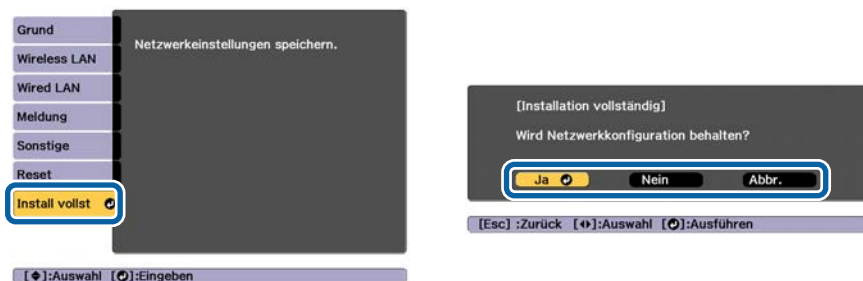 Grund
Wireless LAN
Wired LAN
Meldung
Sonstige
Reset
Install vollst
Netzwerkeinstellungen speichern.
[ ]:Auswahl [ ]:Eingeben
[Installation vollständig]
Wird Netzwerkkonfiguration behalten?
Ja Nein Abbr.
[Esc] :Zurück [ ]:Auswahl [ ]:Ausführen